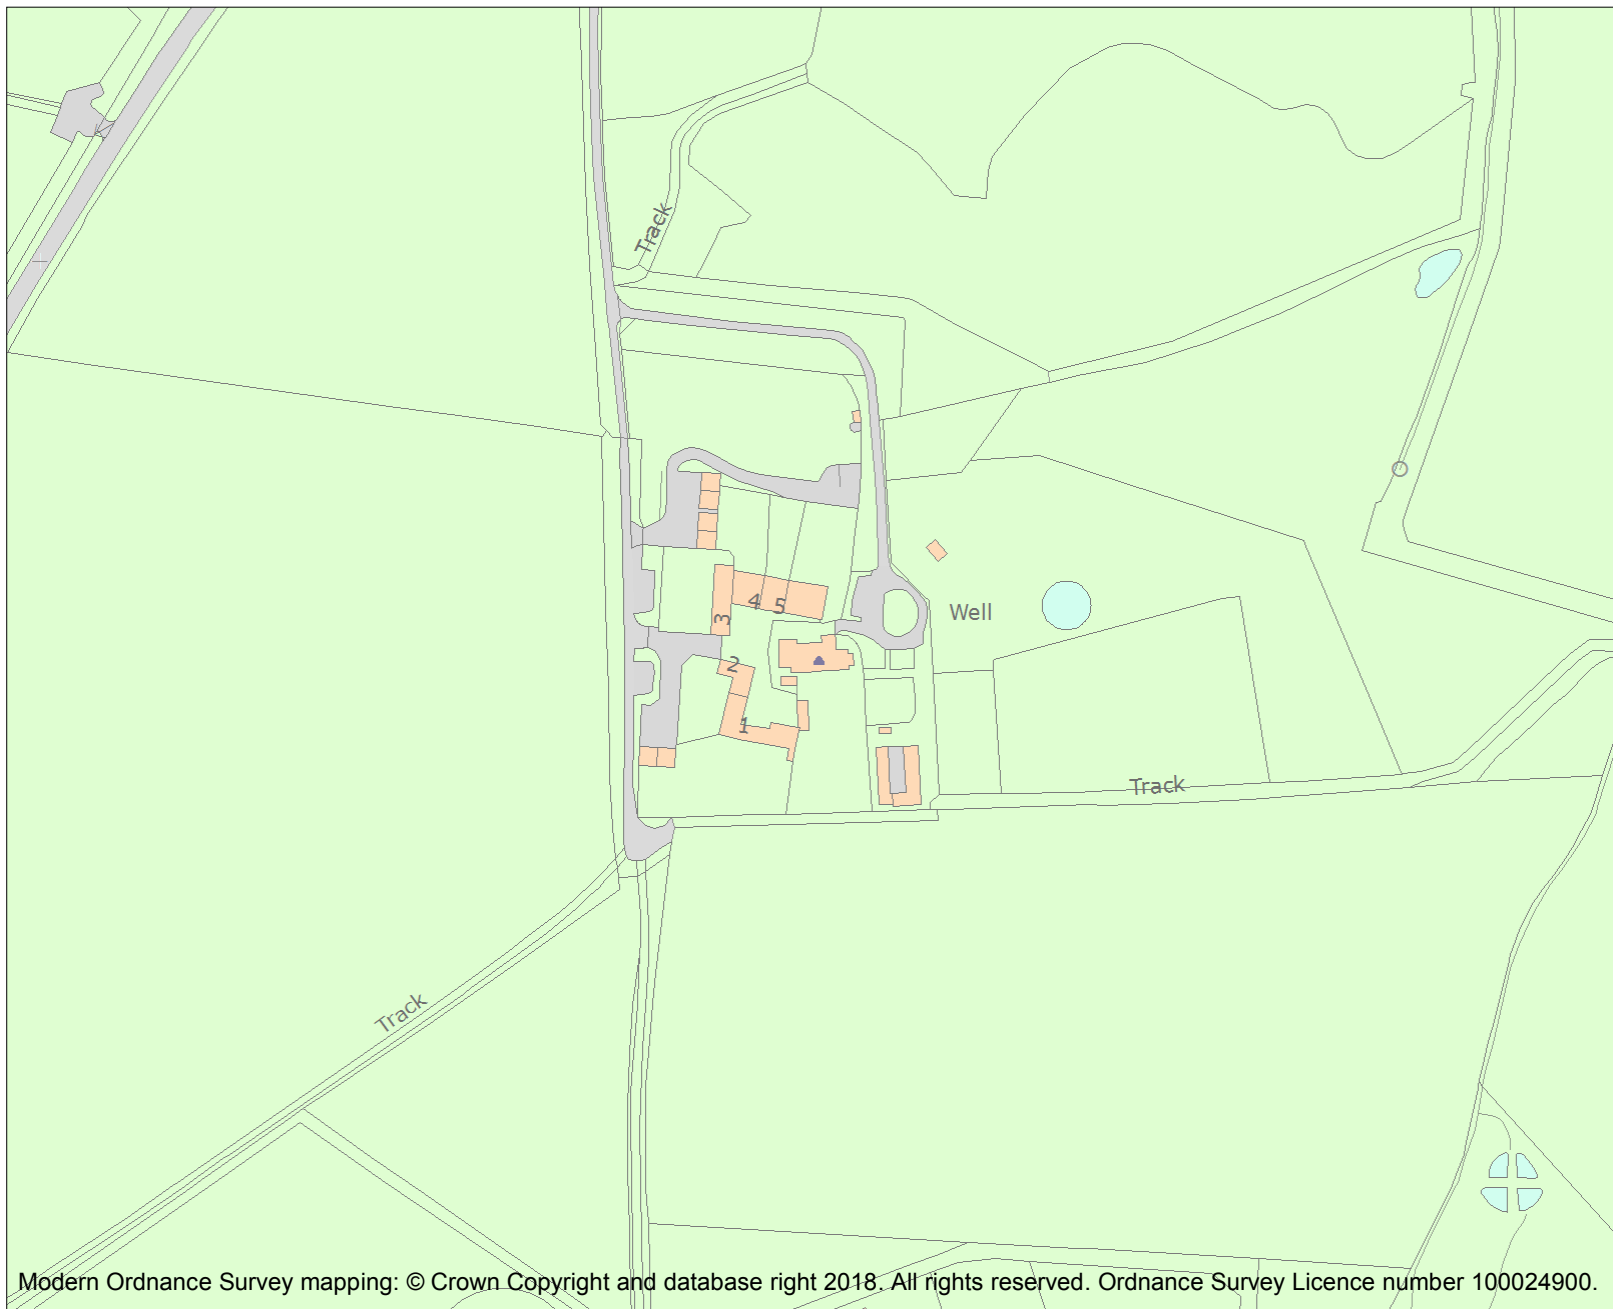 Track
4 5
3
Well
2
1
Track
Track
Modern Ordnance Survey mapping: © Crown Copyright and database right 2018. All rights reserved. Ordnance Survey Licence number 100024900.